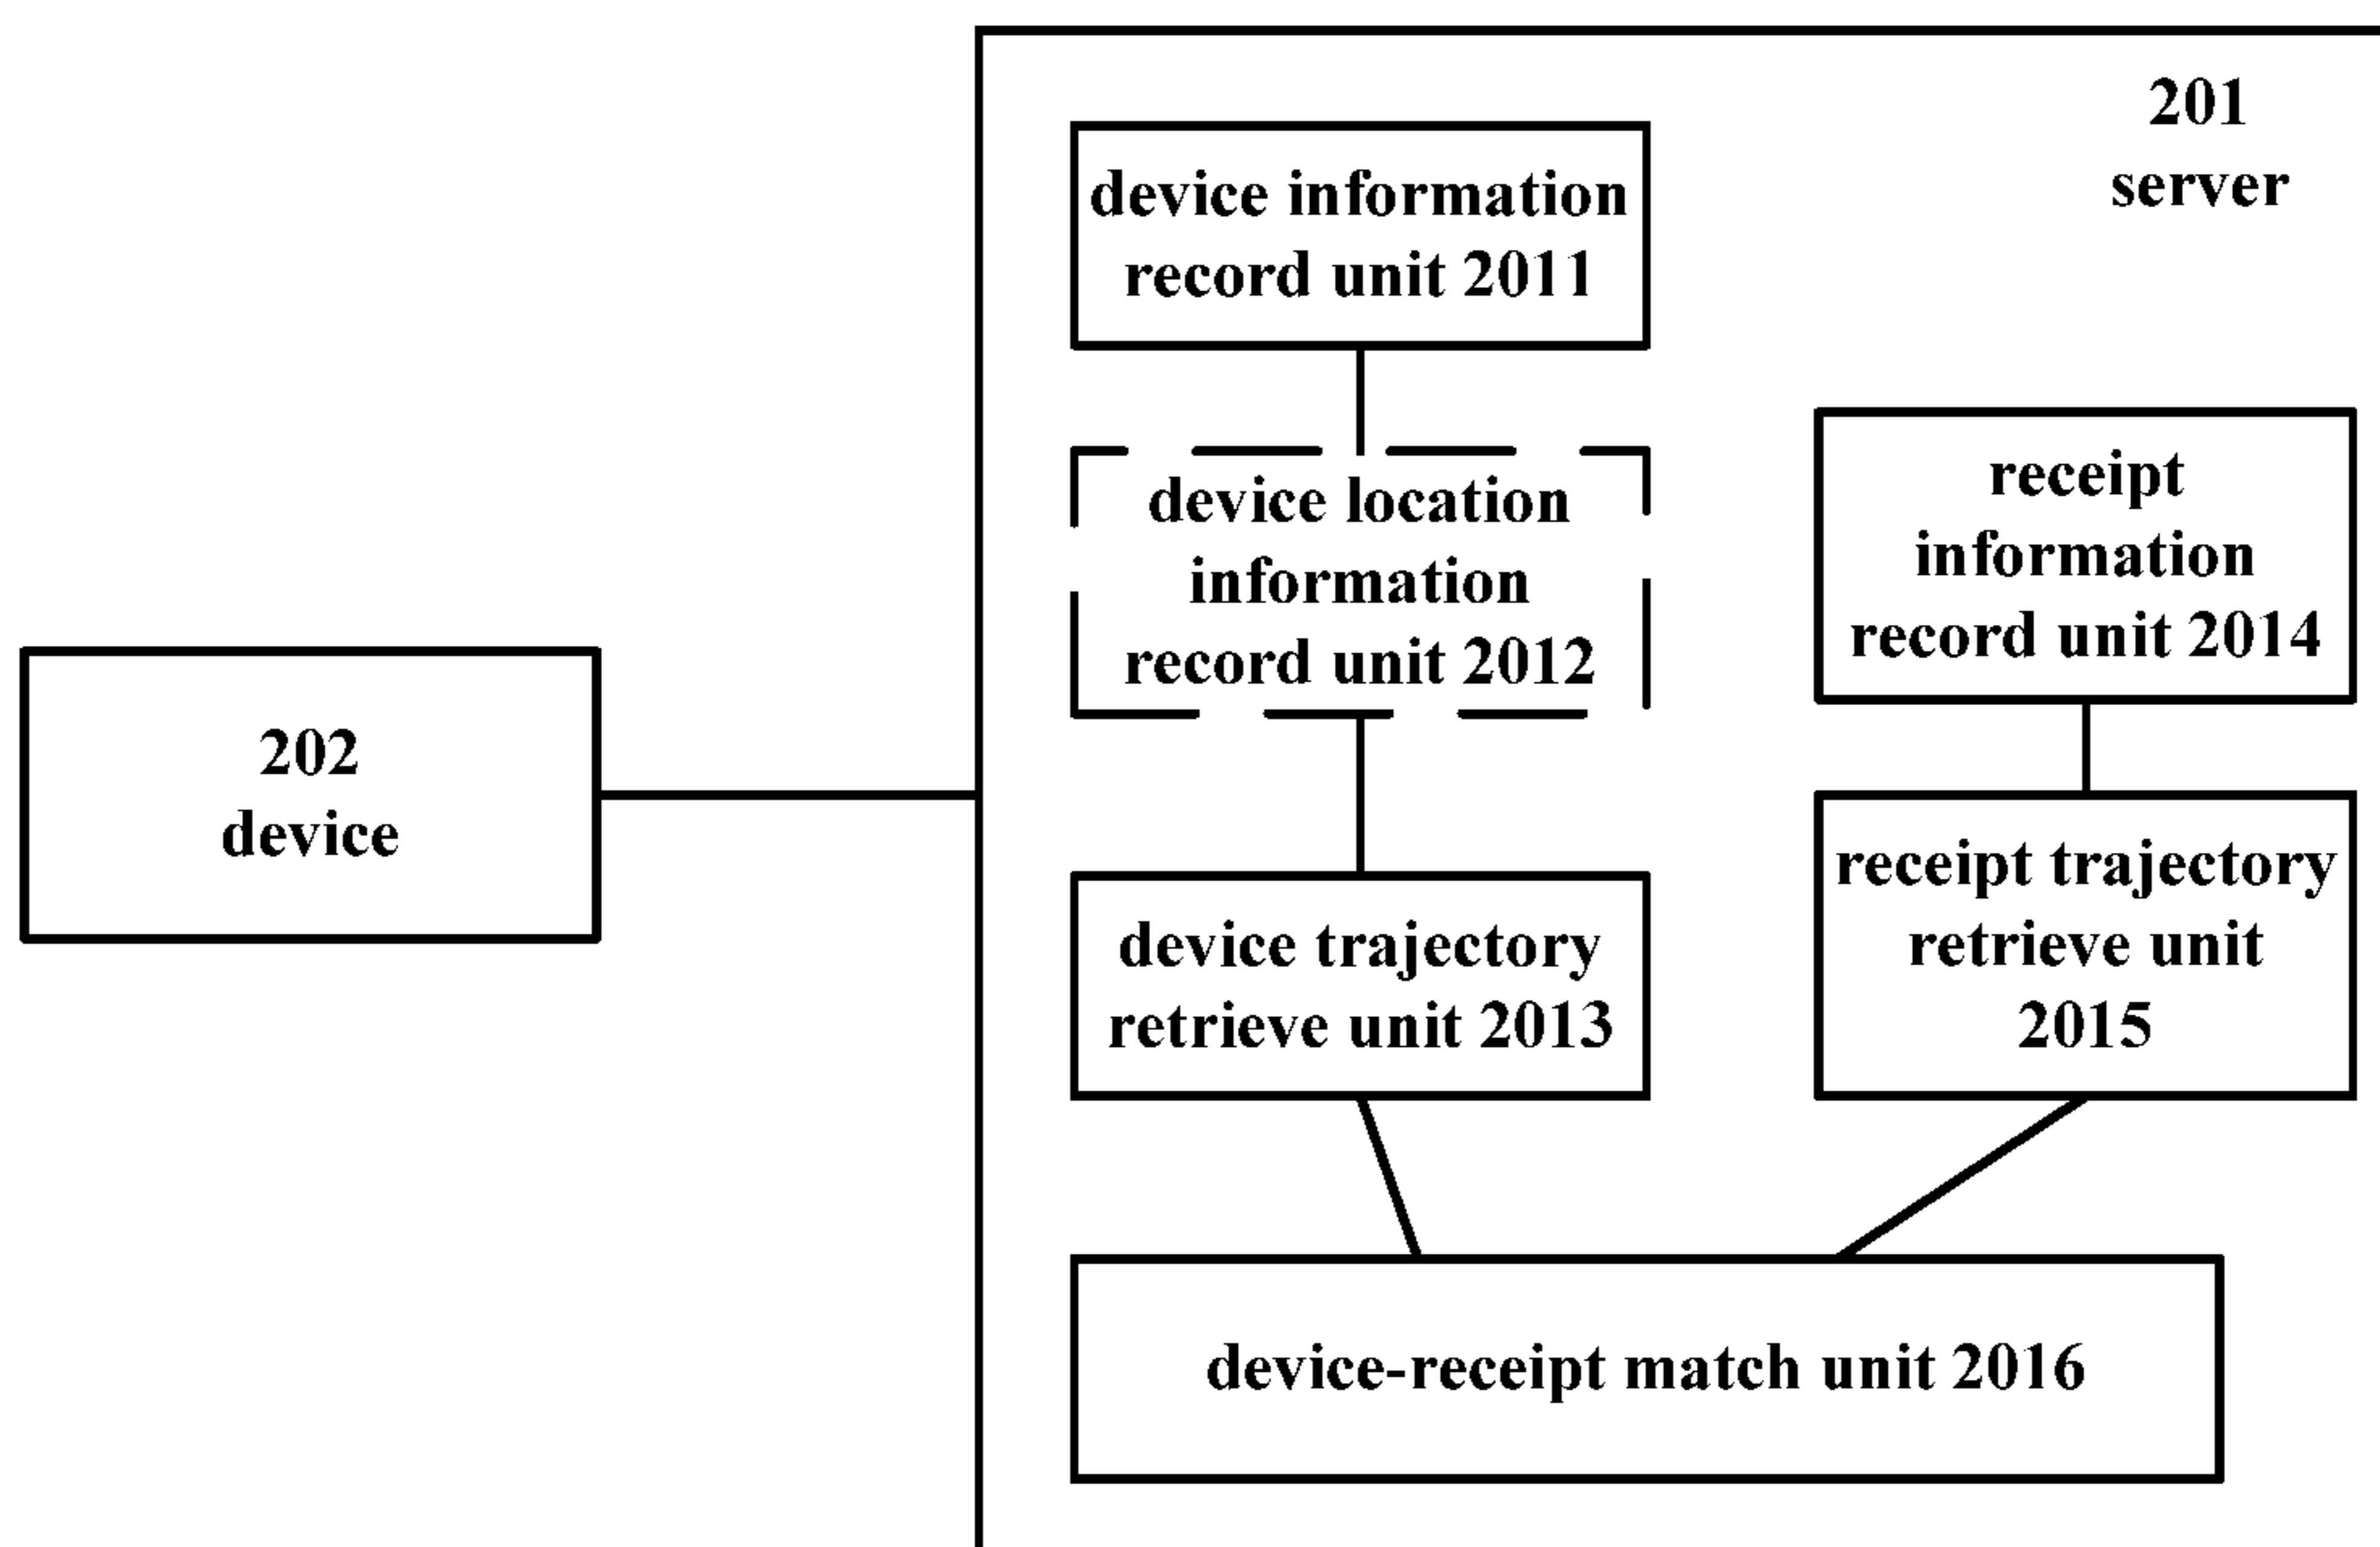 201
server
device information
record unit 2011
device location
information
record unit 2012
receipt
information
record unit 2014
202
device
device trajectory
retrieve unit 2013
receipt trajectory
retrieve unit
2015
device-receipt match unit 2016